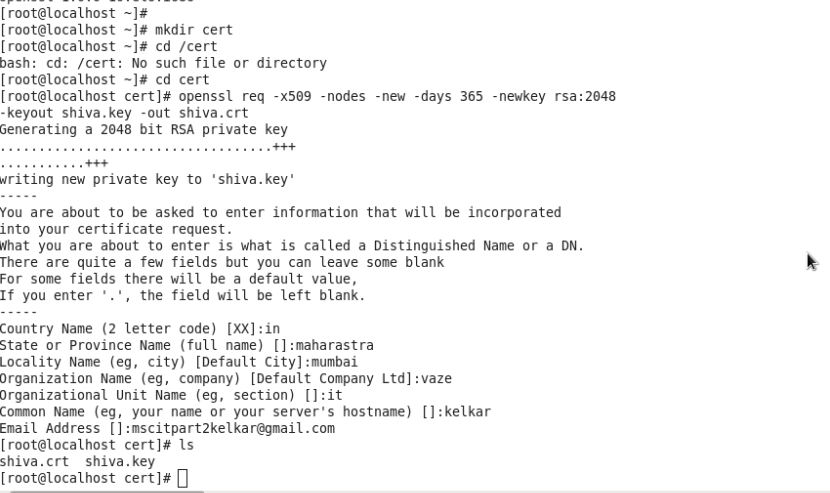 [root@localhost ~]#
[root@localhost ~]# mkdir cert
[root@localhost ~]# cd /cert
bash: cd: /cert: No such file or directory
[root@localhost ~]# cd cert
[root@localhost cert]# openssl req -x509 -nodes -new -days 365 -newkey rsa:2048
-keyout shiva.key -out shiva.crt
Generating a 2048 bit RSA private key
...................................+++
...........+++
writing new private key to 'shiva.key'
-----
You are about to be asked to enter information that will be incorporated
into your certificate request.
What you are about to enter is what is called a Distinguished Name or a DN.
There are quite a few fields but you can leave some blank
For some fields there will be a default value,
If you enter '.', the field will be left blank.
-----
Country Name (2 letter code) [XX]:in
State or Province Name (full name) []:maharastra
Locality Name (eg, city) [Default City]:mumbai
Organization Name (eg, company) [Default Company Ltd]:vaze
Organizational Unit Name (eg, section) []:it
Common Name (eg, your name or your server's hostname) []:kelkar
Email Address []:mscitpart2kelkar@gmail.com
[root@localhost cert]# ls
shiva.crt  shiva.key
[root@localhost cert]#